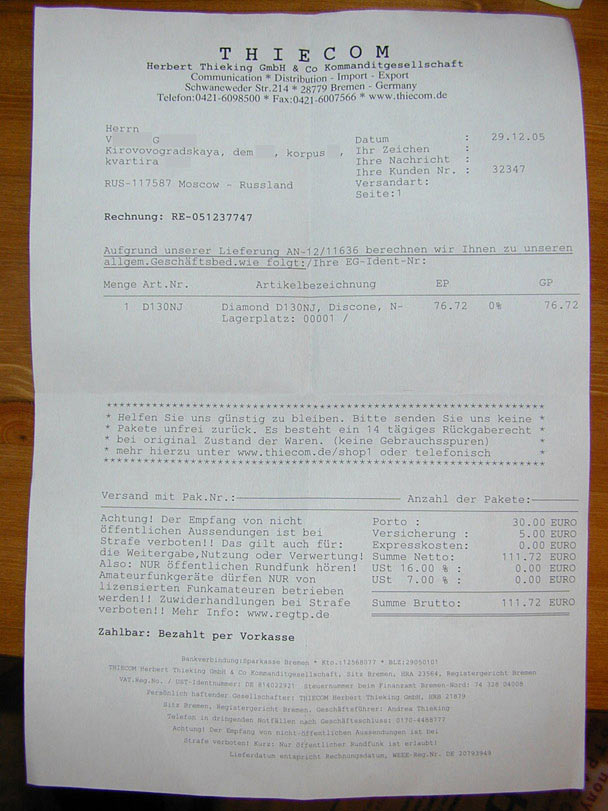 THIECOM
Herbert Thieking GmbH & Co Kommanditgesellschaft
Communication * Distribution - Import - Export
Schwaneweder Str.214 * 28779 Bremen - Germany
Telefon:0421-6098500 * Fax:0421-6007566 * www.thiecom.de
Herrn
V G
Kirovovogradskaya, dem , korpus ,
kvartira
RUS-117587 Moscow - Russland
Datum : 29.12.05
Ihr Zeichen :
Ihre Nachricht :
Ihre Kunden Nr. : 32347
Versandart:
Seite:1
Rechnung: RE-051237747
Aufgrund unserer Lieferung AN-12/11636 berechnen wir Ihnen zu unseren
allgem.Geschäftsbed.wie folgt:/Ihre EG-Ident-Nr:
Menge Art.Nr. Artikelbezeichnung EP GP
1 D130NJ Diamond D130NJ, Discone, N- 76.72 0% 76.72
Lagerplatz: 00001 /
* Helfen Sie uns günstig zu bleiben. Bitte senden Sie uns keine *
* Pakete unfrei zurück. Es besteht ein 14 tägiges Rückgaberecht *
* bei original Zustand der Waren. (keine Gebrauchsspuren) *
* mehr hierzu unter www.thiecom.de/shop1 oder telefonisch *
Versand mit Pak.Nr.: Anzahl der Pakete:
Achtung! Der Empfang von nicht
öffentlichen Aussendungen ist bei
Strafe verboten!! Das gilt auch für:
die Weitergabe,Nutzung oder Verwertung!
Also: NUR öffentlichen Rundfunk hören!
Amateurfunkgeräte dürfen NUR von
lizensierten Funkamateuren betrieben
werden!! Zuwiderhandlungen bei Strafe
verboten!! Mehr Info: www.regtp.de
Porto : 30.00 EURO
Versicherung : 5.00 EURO
Expresskosten: 0.00 EURO
Summe Netto: 111.72 EURO
USt 16.00 % : 0.00 EURO
USt 7.00 % : 0.00 EURO
Summe Brutto: 111.72 EURO
Zahlbar: Bezahlt per Vorkasse
Bankverbindung:Sparkasse Bremen * Kto.:12568077 * BLZ:29050101
THIECOM Herbert Thieking GmbH & Co Kommanditgesellschaft, Sitz Bremen, HRA 23564, Registergericht Bremen
VAT.Reg.No. / UST-Identnummer: DE 814022921 Steuernummer beim Finanzamt Bremen-Nord: 74 328 04008
Persönlich haftender Gesellschafter: THIECOM Herbert Thieking GmbH, HRB 21879
Sitz Bremen, Registergericht Bremen, Geschäftsführer: Andrea Thieking
Telefon in dringenden Notfällen nach Geschäftsschluss: 0170-4488777
Achtung! Der Empfang von nicht-öffentlichen Aussendungen ist bei
Strafe verboten! Kurz: Nur öffentlicher Rundfunk ist erlaubt!
Lieferdatum entspricht Rechnungsdatum, WEEE-Reg.Nr. DE 20793949